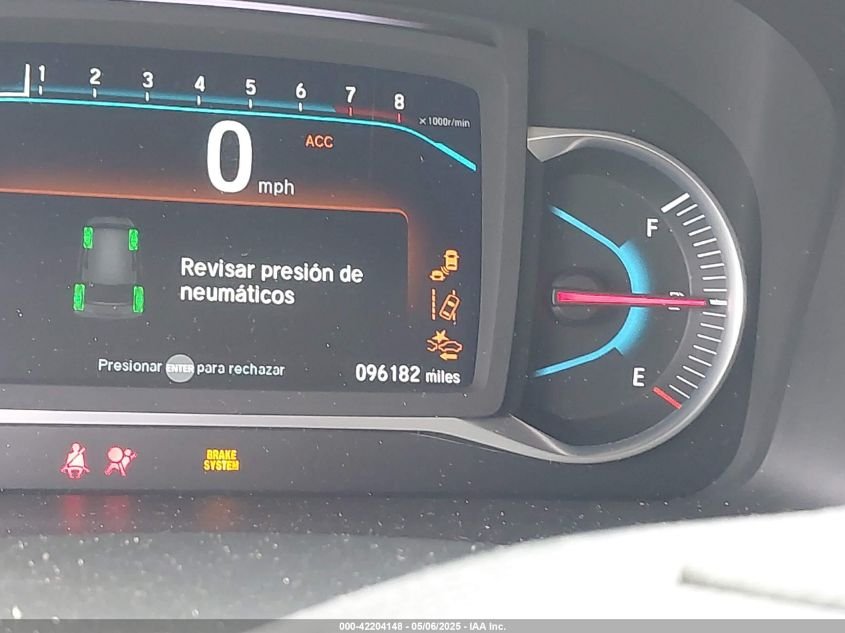 1 2 3 4 5 6 7 8
x1000r/min
ACC
0 mph
F
Revisar presión de
neumáticos
E
Presionar ENTER para rechazar
096182 miles
BRAKE
SYSTEM
000-42204148 - 05/06/2025 - IAA Inc.